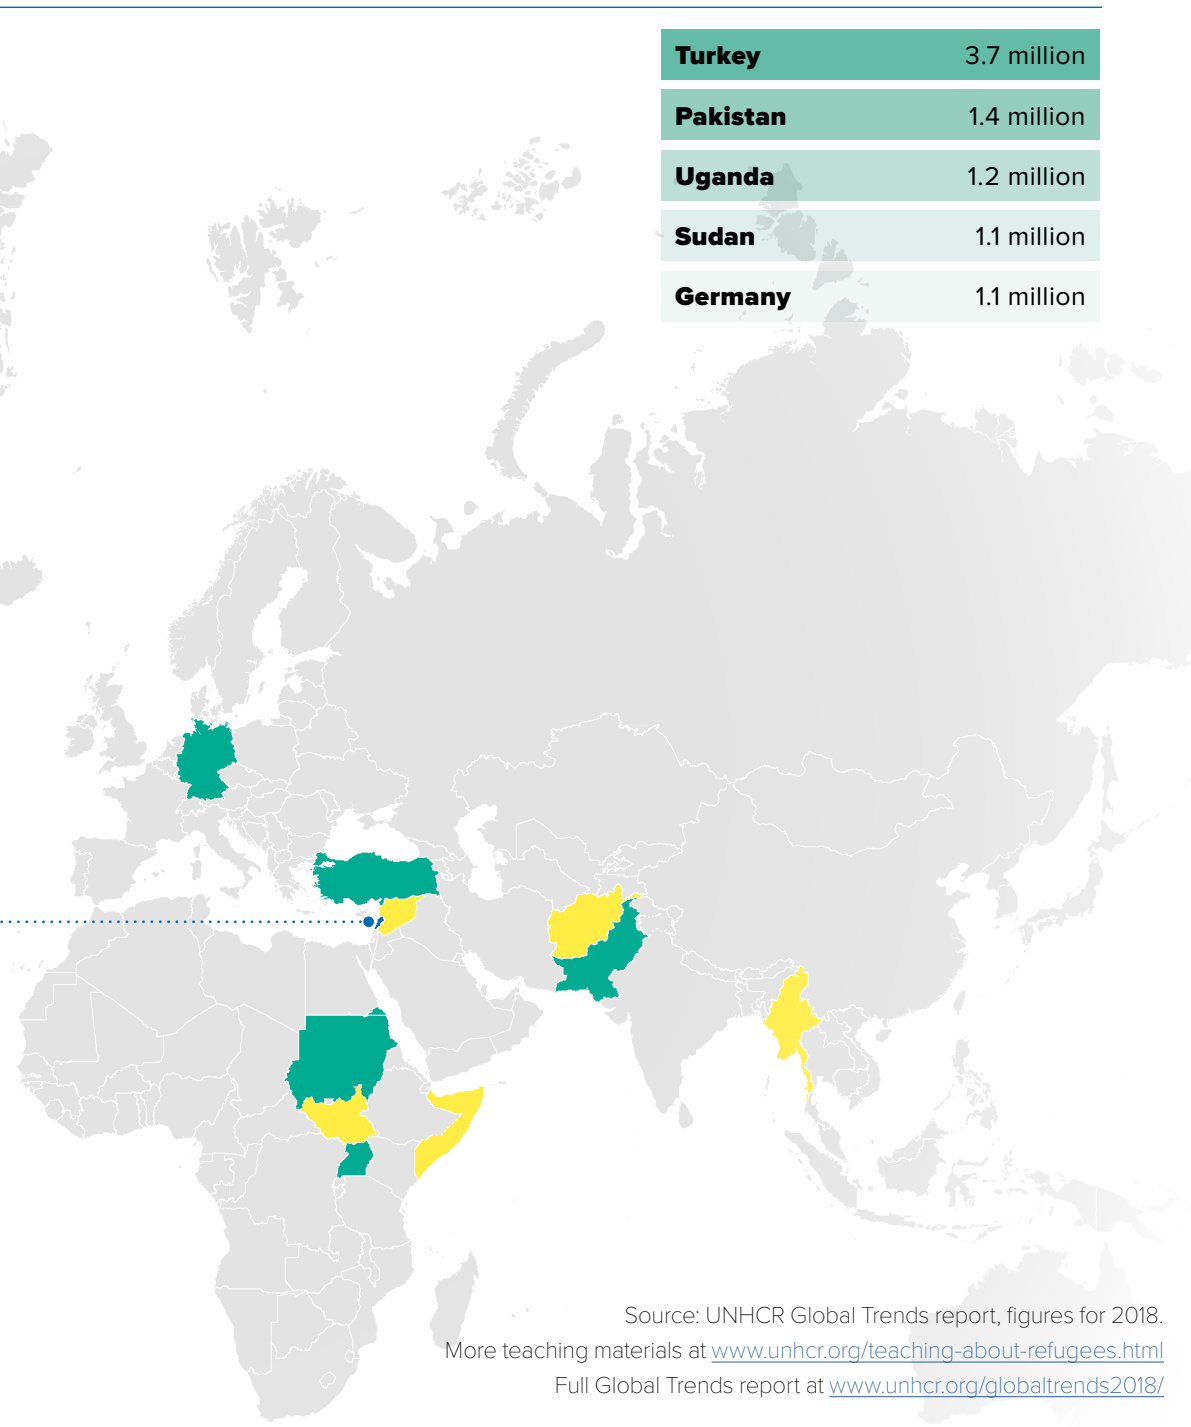 Turkey 3.7 million
Pakistan 1.4 million
Uganda 1.2 million
Sudan 1.1 million
Germany 1.1 million
Source: UNHCR Global Trends report, figures for 2018.
More teaching materials at www.unhcr.org/teaching-about-refugees.html
Full Global Trends report at www.unhcr.org/globaltrends2018/